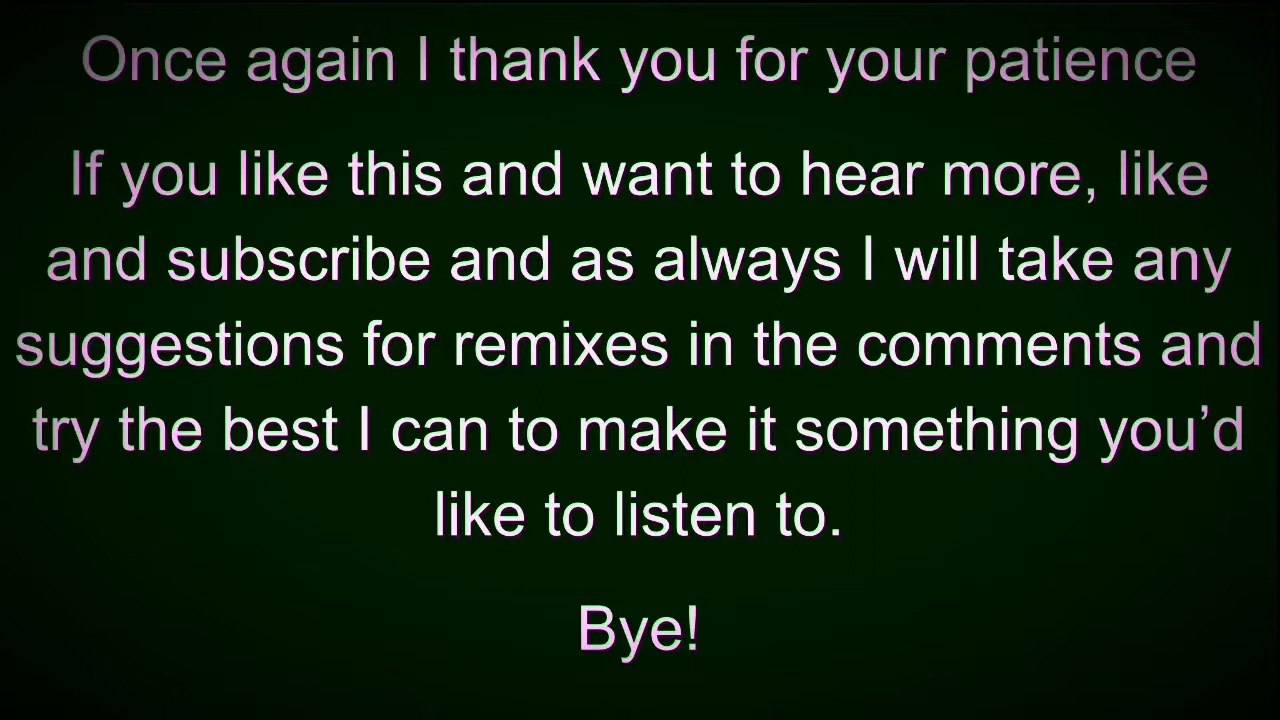 Once again I thank you for your patience
If you like this and want to hear more, like
and subscribe and as always I will take any
suggestions for remixes in the comments and
try the best I can to make it something you’d
like to listen to.
Bye!